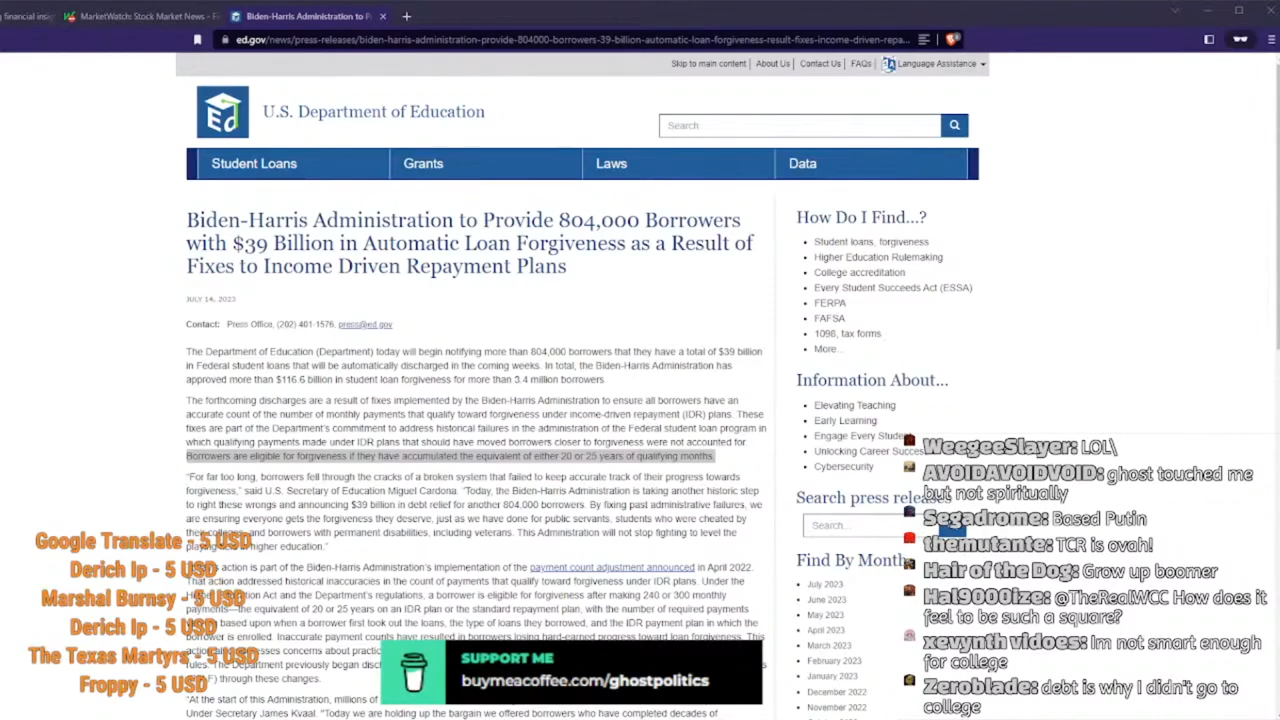 MarketWatch: Stock Market News - Fi
Biden-Harris Administration to P
ed.gov/news/press-releases/biden-harris-administration-provide-804000-borrowers-39-billion-automatic-loan-forgiveness-result-fixes-income-driven-repa...
Skip to main content | About Us | Contact Us | FAQs | Language Assistance
Ed
U.S. Department of Education
Search
Student Loans
Grants
Laws
Data
Biden-Harris Administration to Provide 804,000 Borrowers
with $39 Billion in Automatic Loan Forgiveness as a Result of
Fixes to Income Driven Repayment Plans
JULY 14, 2023
Contact: Press Office, (202) 401-1576, press@ed.gov
The Department of Education (Department) today will begin notifying more than 804,000 borrowers that they have a total of $39 billion
in Federal student loans that will be automatically discharged in the coming weeks. In total, the Biden-Harris Administration has
approved more than $116.6 billion in student loan forgiveness for more than 3.4 million borrowers.
The forthcoming discharges are a result of fixes implemented by the Biden-Harris Administration to ensure all borrowers have an
accurate count of the number of monthly payments that qualify toward forgiveness under income-driven repayment (IDR) plans. These
fixes are part of the Department's commitment to address historical failures in the administration of the Federal student loan program in
which qualifying payments made under IDR plans that should have moved borrowers closer to forgiveness were not accounted for
Borrowers are eligible for forgiveness if they have accumulated the equivalent of either 20 or 25 years of qualifying months.
"For far too long, borrowers fell through the cracks of a broken system that failed to keep accurate track of their progress towards
forgiveness," said U.S. Secretary of Education Miguel Cardona. "Today, the Biden-Harris Administration is taking another historic step
to right these wrongs and announcing $39 billion in debt relief for another 804,000 borrowers. By fixing past administrative failures, we
are ensuring everyone gets the forgiveness they deserve, just as we have done for public servants, students who were cheated by
their colleges, and borrowers with permanent disabilities, including veterans. This Administration will not stop fighting to level the
playing field in higher education."
action is part of the Biden-Harris Administration's implementation of the payment count adjustment announced in April 2022.
That action addressed historical inaccuracies in the count of payments that qualify toward forgiveness under IDR plans. Under the
Act and the Department's regulations, a borrower is eligible for forgiveness after making 240 or 300 monthly
payments—the equivalent of 20 or 25 years on an IDR plan or the standard repayment plan, with the number of required payments
based upon when a borrower first took out the loans, the type of loans they borrowed, and the IDR payment plan in which the
borrower is enrolled. Inaccurate payment counts have resulted in borrowers losing hard-earned progress toward loan forgiveness. This
concerns about practic
rules. The Department previously began disch
through these changes.
"At the start of this Administration, millions of
Under Secretary James Kvaal. "Today we are holding up the bargain we offered borrowers who have completed decades of
How Do I Find...?
Student loans, forgiveness
Higher Education Rulemaking
College accreditation
Every Student Succeeds Act (ESSA)
FERPA
FAFSA
1098, tax forms
More...
Information About...
Elevating Teaching
Early Learning
Engage Every Student
Unlocking Career Success
Cybersecurity
Search press releases
Search...
Find By Month
July 2023
June 2023
May 2023
April 2023
March 2023
February 2023
January 2023
December 2022
November 2022
Google Translate - 5 USD
Derich Ip - 5 USD
Marshal Burnsy - 5 USD
Derich Ip - 5 USD
The Texas Martyrs - 5 USD
Froppy - 5 USD
SUPPORT ME
buymeacoffee.com/ghostpolitics
WeegeeSlayer: LOL\
AVOIDAVOIDVOID: ghost touched me
but not spiritually
Segadrome: Based Putin
themutante: TCR is ovah!
Hair of the Dog: Grow up boomer
Hal9000ize: @TheRealWCC How does it
feel to be such a square?
xewynth vidoes: Im not smart enough
for college
Zeroblade: debt is why I didn't go to
college